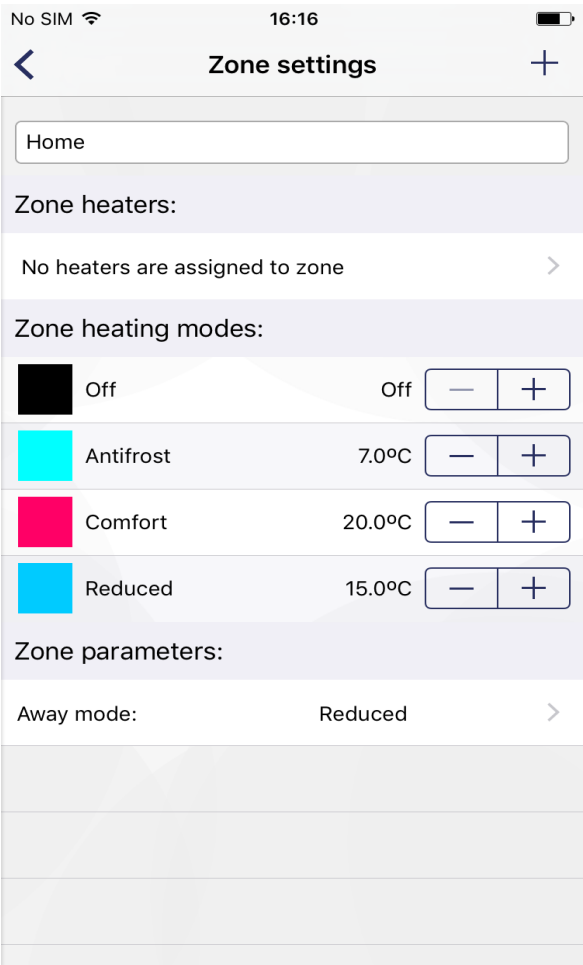 No SIM 16:16
Zone settings
Home
Zone heaters:
No heaters are assigned to zone
Zone heating modes:
Off Off
Antifrost 7.0ºC
Comfort 20.0ºC
Reduced 15.0ºC
Zone parameters:
Away mode: Reduced